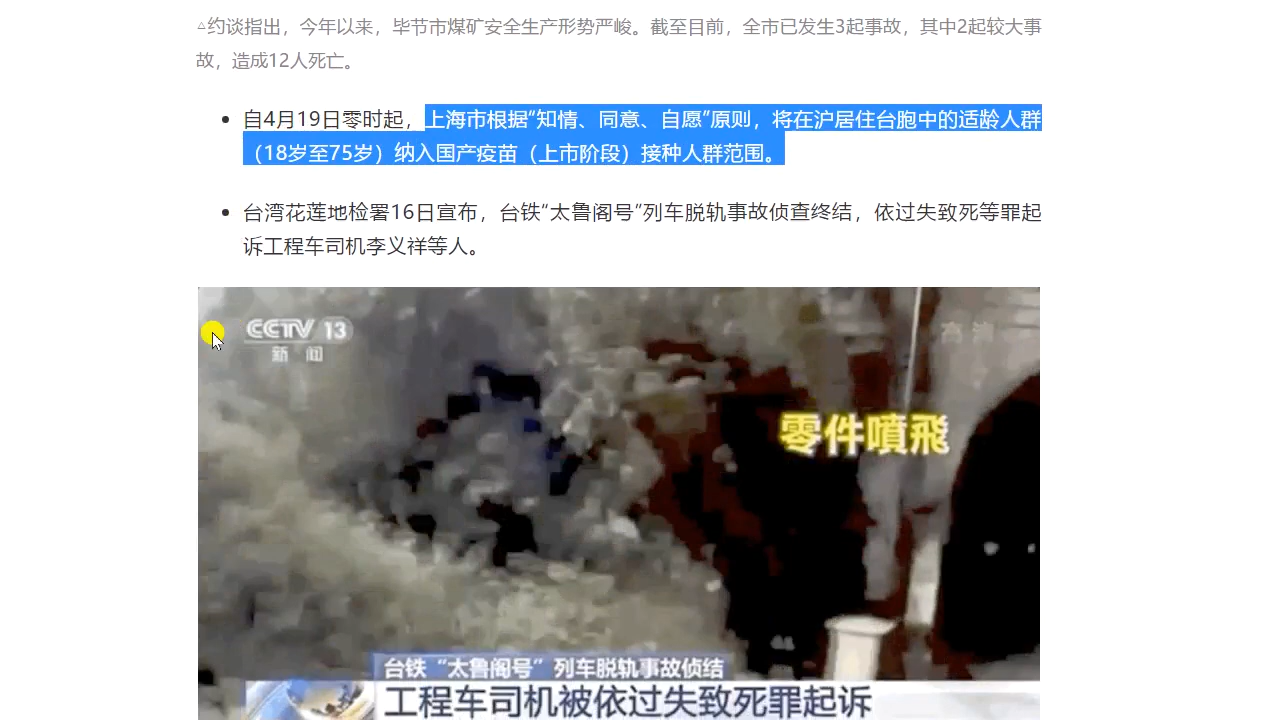 △约谈指出，今年以来，毕节市煤矿安全生产形势严峻。截至目前，全市已发生3起事故，其中2起较大事
故，造成12人死亡。
自4月19日零时起，上海市根据“知情、同意、自愿”原则，将在沪居住台胞中的适龄人群
（18岁至75岁）纳入国产疫苗（上市阶段）接种人群范围。
台湾花莲地检署16日宣布，台铁“太鲁阁号”列车脱轨事故侦查终结，依过失致死等罪起
诉工程车司机李义祥等人。
CCTV 13
新闻
高清
零件噴飛
台铁“太鲁阁号”列车脱轨事故侦结
工程车司机被依过失致死罪起诉